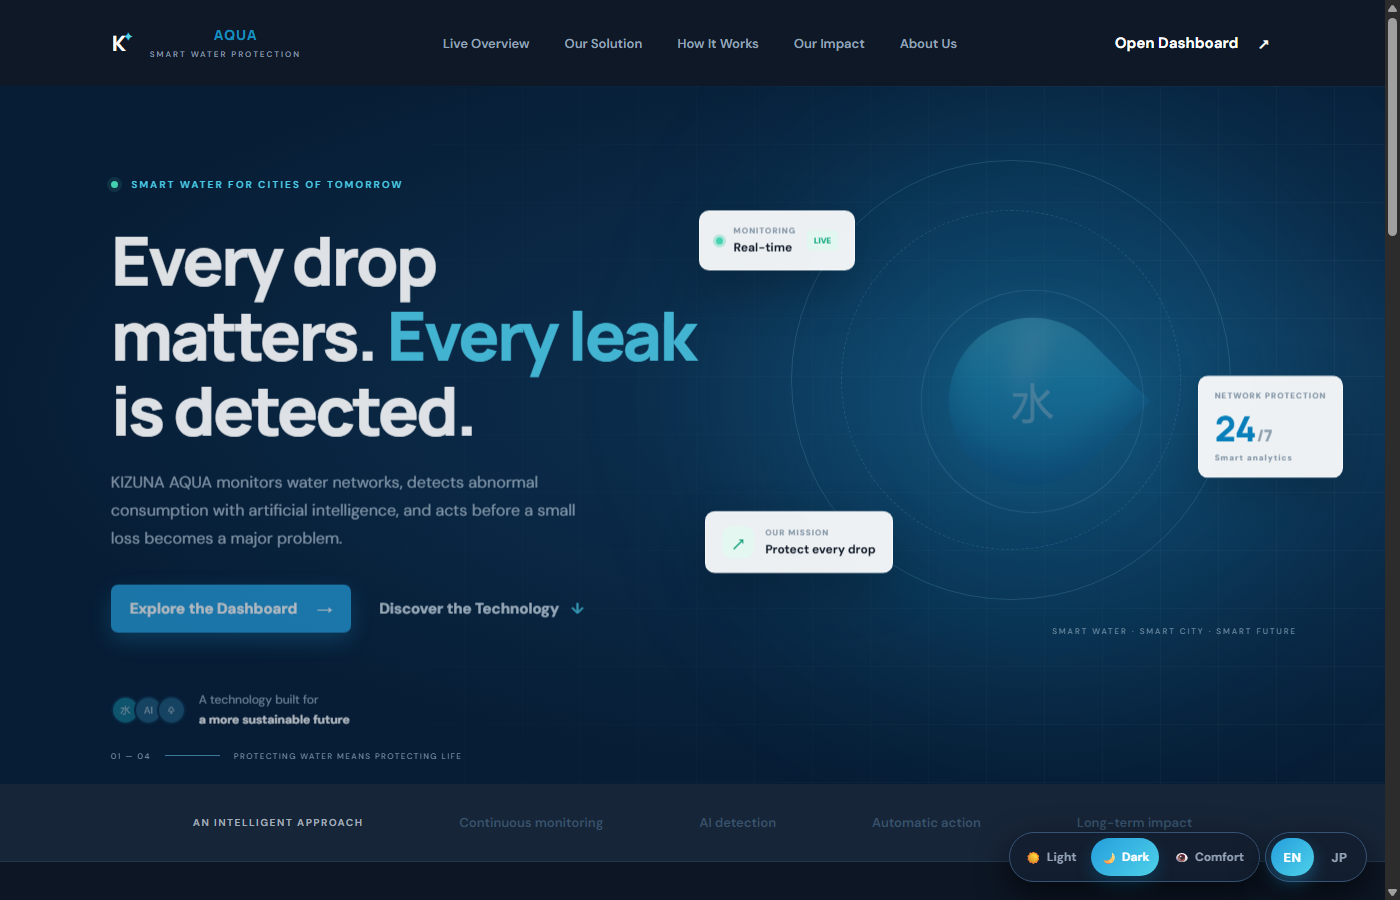 K
AQUA
SMART WATER PROTECTION
Live Overview
Our Solution
How It Works
Our Impact
About Us
Open Dashboard ↗
SMART WATER FOR CITIES OF TOMORROW
Every drop
matters. Every leak
is detected.
KIZUNA AQUA monitors water networks, detects abnormal
consumption with artificial intelligence, and acts before a small
loss becomes a major problem.
Explore the Dashboard →
Discover the Technology ↓
水 AI
A technology built for
a more sustainable future
01 — 04
PROTECTING WATER MEANS PROTECTING LIFE
MONITORING
Real-time
LIVE
水
NETWORK PROTECTION
24/7
Smart analytics
↗
OUR MISSION
Protect every drop
SMART WATER · SMART CITY · SMART FUTURE
AN INTELLIGENT APPROACH
Continuous monitoring
AI detection
Automatic action
Long-term impact
Light
Dark
Comfort
EN
JP